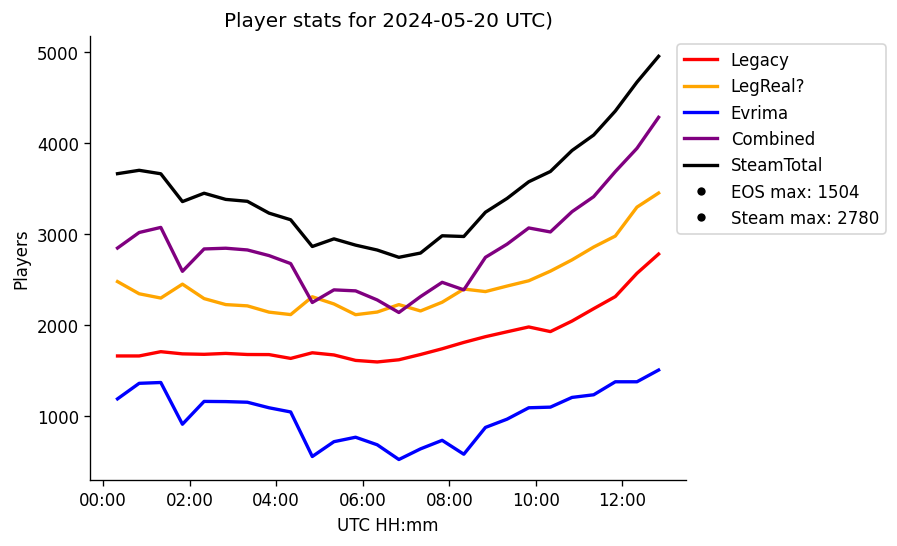 Player stats for 2024-05-20 UTC)
5000
4000
3000
2000
1000
Players
00:00 02:00 04:00 06:00 08:00 10:00 12:00
UTC HH:mm
Legacy
LegReal?
Evrima
Combined
SteamTotal
EOS max: 1504
Steam max: 2780